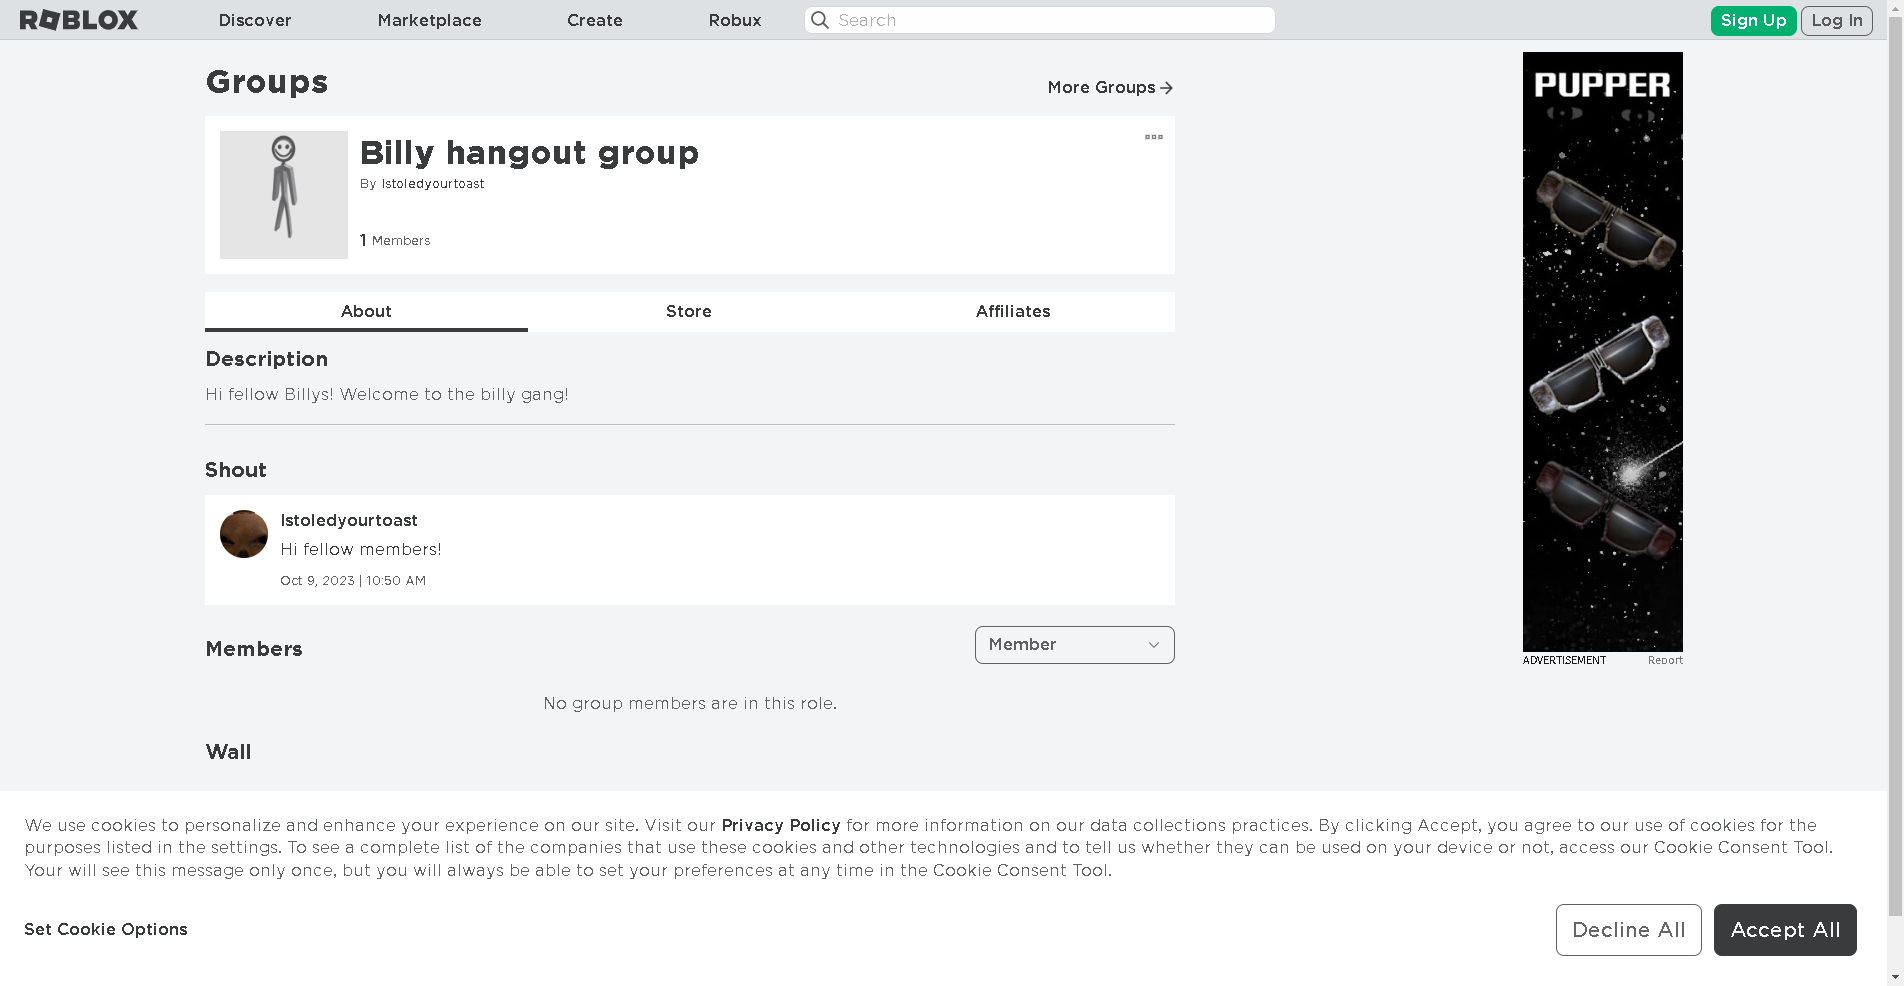 ROBLOX
Discover
Marketplace
Create
Robux
Search
Sign Up
Log In
Groups
More Groups
Billy hangout group
By Istoledyourtoast
1 Members
About
Store
Affiliates
Description
Hi fellow Billys! Welcome to the billy gang!
Shout
Istoledyourtoast
Hi fellow members!
Oct 9, 2023 | 10:50 AM
Members
Member
No group members are in this role.
Wall
PUPPER
ADVERTISEMENT
Report
We use cookies to personalize and enhance your experience on our site. Visit our Privacy Policy for more information on our data collections practices. By clicking Accept, you agree to our use of cookies for the
purposes listed in the settings. To see a complete list of the companies that use these cookies and other technologies and to tell us whether they can be used on your device or not, access our Cookie Consent Tool.
Your will see this message only once, but you will always be able to set your preferences at any time in the Cookie Consent Tool.
Set Cookie Options
Decline All
Accept All